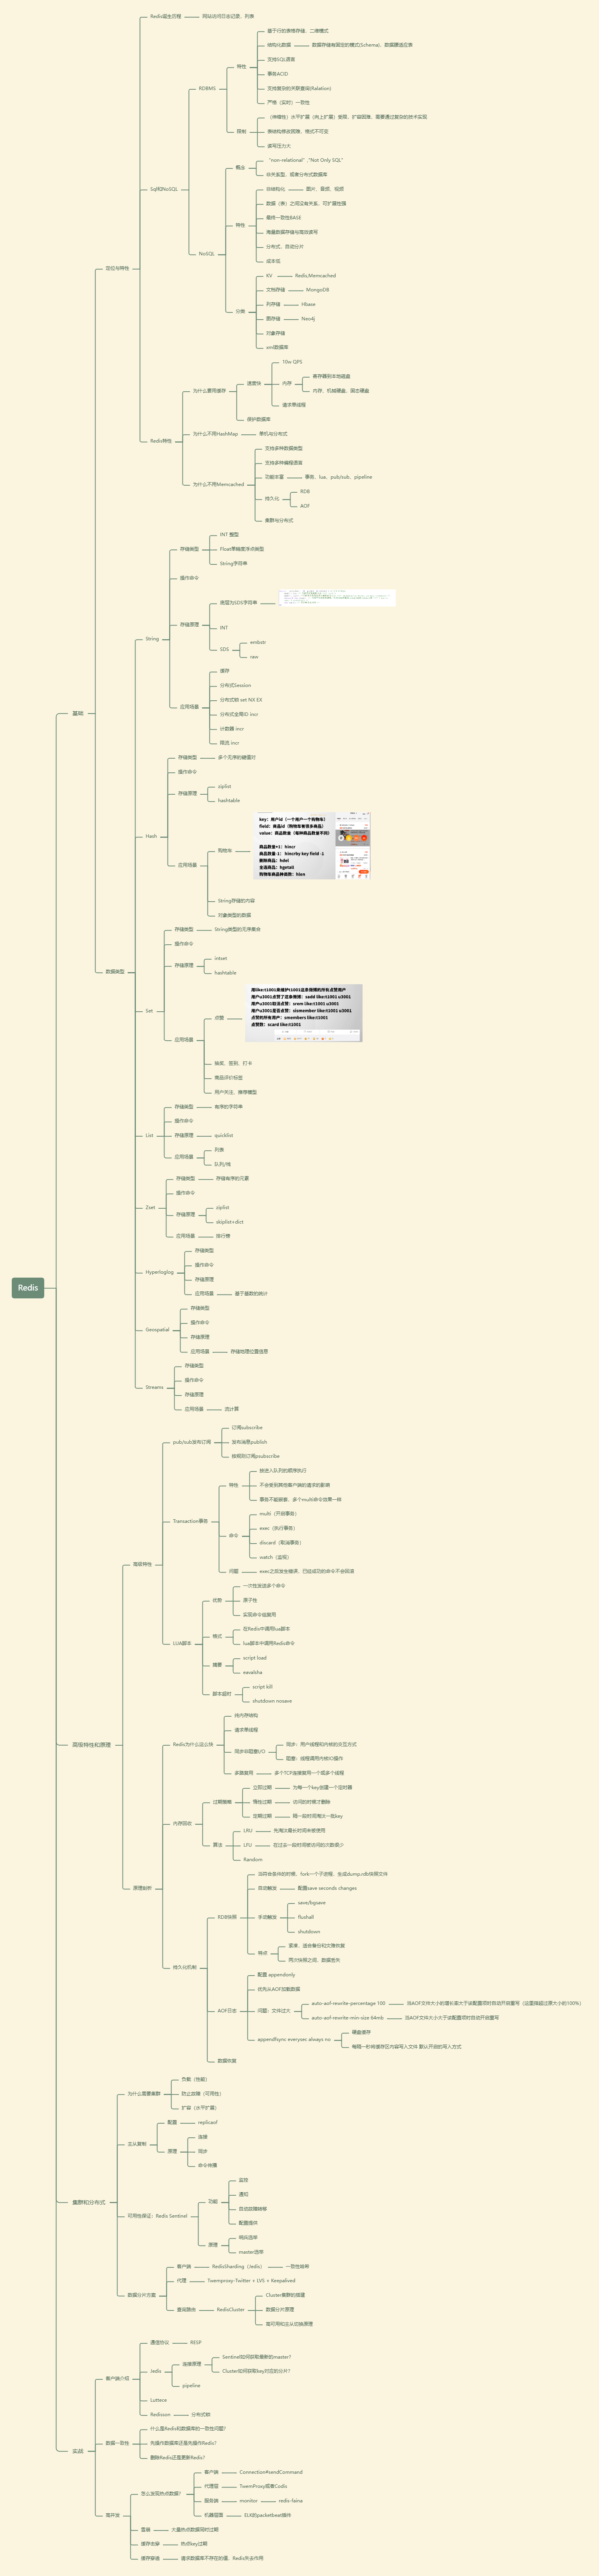 Redis
基础
定位与特性
Redis诞生历程
网站访问日志记录，列表
Sql和NoSQL
RDBMS
特性
基于行的表格存储，二维模式
结构化数据
数据存储有固定的模式(Schema)，数据遵循定表
支持SQL语言
事务ACID
支持复杂的关联查询(Relation)
严格（实时）一致性
限制
（伸缩性）水平扩展（向上扩展）受限，扩容困难，需要通过复杂的技术实现
表结构修改困难，格式不可变
读写压力大
NoSQL
概念
"non-relational"，"Not Only SQL"
非关系型，或者分布式数据库
特性
非结构化
图片、音频、视频
数据（表）之间没有关系，可扩展性强
最终一致性BASE
海量数据存储与高效读写
分布式，自动分片
成本低
分类
KV
Redis,Memcached
文档存储
MongoDB
列存储
Hbase
图存储
Neo4j
对象存储
xml数据库
Redis特性
为什么要用缓存
速度快
10w QPS
内存
寄存器到本地磁盘
内存、机械硬盘、固态硬盘
请求单线程
保护数据库
为什么不用HashMap
单机与分布式
为什么不用Memcached
支持多种数据类型
支持多种编程语言
功能丰富
事务、lua、pub/sub、pipeline
持久化
RDB
AOF
集群与分布式
数据类型
String
存储类型
INT 整型
Float单精度浮点类型
String字符串
操作命令
存储原理
底层为SDS字符串
INT
SDS
embstr
raw
应用场景
缓存
分布式Session
分布式锁 set NX EX
分布式全局ID incr
计数器 incr
限流 incr
Hash
存储类型
多个无序的键值对
操作命令
存储原理
ziplist
hashtable
应用场景
购物车
key：用户id（一个用户一个购物车）
field：商品id（购物车有很多商品）
value：商品数量（每种商品数量不同）
商品数量+1：hincr
商品数量-1：hincrby key field -1
删除商品：hdel
全选商品：hgetall
购物车商品种类数：hlen
String存储的内容
对象类型的数据
Set
存储类型
String类型的无序集合
操作命令
存储原理
intset
hashtable
应用场景
点赞
用like:t1001来维护t1001这条微博的所有点赞用户
用户u3001点赞了这条微博：sadd like:t1001 u3001
用户u3001取消点赞：srem like:t1001 u3001
用户u3001是否点赞：sismember like:t1001 u3001
点赞的所有用户：smembers like:t1001
点赞数：scard like:t1001
抽奖、签到、打卡
商品评价标签
用户关注、推荐模型
List
存储类型
有序的字符串
操作命令
存储原理
quicklist
应用场景
列表
队列/栈
Zset
存储类型
存储有序的元素
操作命令
存储原理
ziplist
skiplist+dict
应用场景
排行榜
Hyperloglog
存储类型
操作命令
存储原理
应用场景
基于基数的统计
Geospatial
存储类型
操作命令
存储原理
应用场景
存储地理位置信息
Streams
存储类型
操作命令
存储原理
应用场景
流计算
高级特性和原理
高级特性
pub/sub发布订阅
订阅subscribe
发布消息publish
按规则订阅psubscribe
Transaction事务
特性
按进入队列的顺序执行
不会受到其他客户端的请求的影响
事务不能嵌套，多个multi命令效果一样
命令
multi（开启事务）
exec（执行事务）
discard（取消事务）
watch（监视）
问题
exec之后发生错误，已经成功的命令不会回滚
LUA脚本
优势
一次性发送多个命令
原子性
实现命令组复用
格式
在Redis中调用lua脚本
lua脚本中调用Redis命令
摘要
script load
eavalsha
脚本超时
script kill
shutdown nosave
原理剖析
Redis为什么这么快
纯内存结构
请求单线程
同步非阻塞I/O
同步：用户线程和内核的交互方式
阻塞：线程调用内核IO操作
多路复用
多个TCP连接复用一个或多个线程
内存回收
过期策略
立即过期
为每一个key创建一个定时器
惰性过期
访问的时候才删除
定期过期
隔一段时间淘汰一批key
算法
LRU
先淘汰最长时间未被使用
LFU
在过去一段时间被访问的次数很少
Random
持久化机制
RDB快照
当符合条件的时候，fork一个子进程，生成dump.rdb快照文件
自动触发
配置save seconds changes
手动触发
save/bgsave
flushall
shutdown
特点
紧凑，适合备份和灾难恢复
两次快照之间，数据丢失
AOF日志
配置 appendonly
优先从AOF加载数据
问题：文件过大
auto-aof-rewrite-percentage 100
当AOF文件大小的增长率大于该配置项时自动开启重写（这里指超过原大小的100%）
auto-aof-rewrite-min-size 64mb
当AOF文件大小大于该配置项时自动开启重写
appendfsync everysec always no
硬盘缓存
每隔一秒将缓存区内容写入文件 默认开启的写入方式
数据恢复
集群和分布式
为什么需要集群
负载（性能）
防止故障（可用性）
扩容（水平扩展）
主从复制
配置
replicaof
原理
连接
同步
命令传播
可用性保证：Redis Sentinel
功能
监控
通知
自动故障转移
配置提供
原理
哨兵选举
master选举
数据分片方案
客户端
RedisSharding（Jedis）
一致性哈希
代理
Twemproxy-Twitter + LVS + Keepalived
查询路由
RedisCluster
Cluster集群的搭建
数据分片原理
高可用和主从切换原理
实战
客户端介绍
通信协议
RESP
Jedis
连接原理
Sentinel如何获取最新的master?
Cluster如何获取key对应的分片?
pipeline
Luttece
Redisson
分布式锁
数据一致性
什么是Redis和数据库的一致性问题?
先操作数据库还是先操作Redis?
删除Redis还是更新Redis?
高并发
怎么发现热点数据?
客户端
Connection#sendCommand
代理层
TwemProxy或者Codis
服务端
monitor
redis-faina
机器层面
ELK的packetbeat插件
雪崩
大量热点数据同时过期
缓存击穿
热点key过期
缓存穿透
请求数据库不存在的值，Redis失去作用